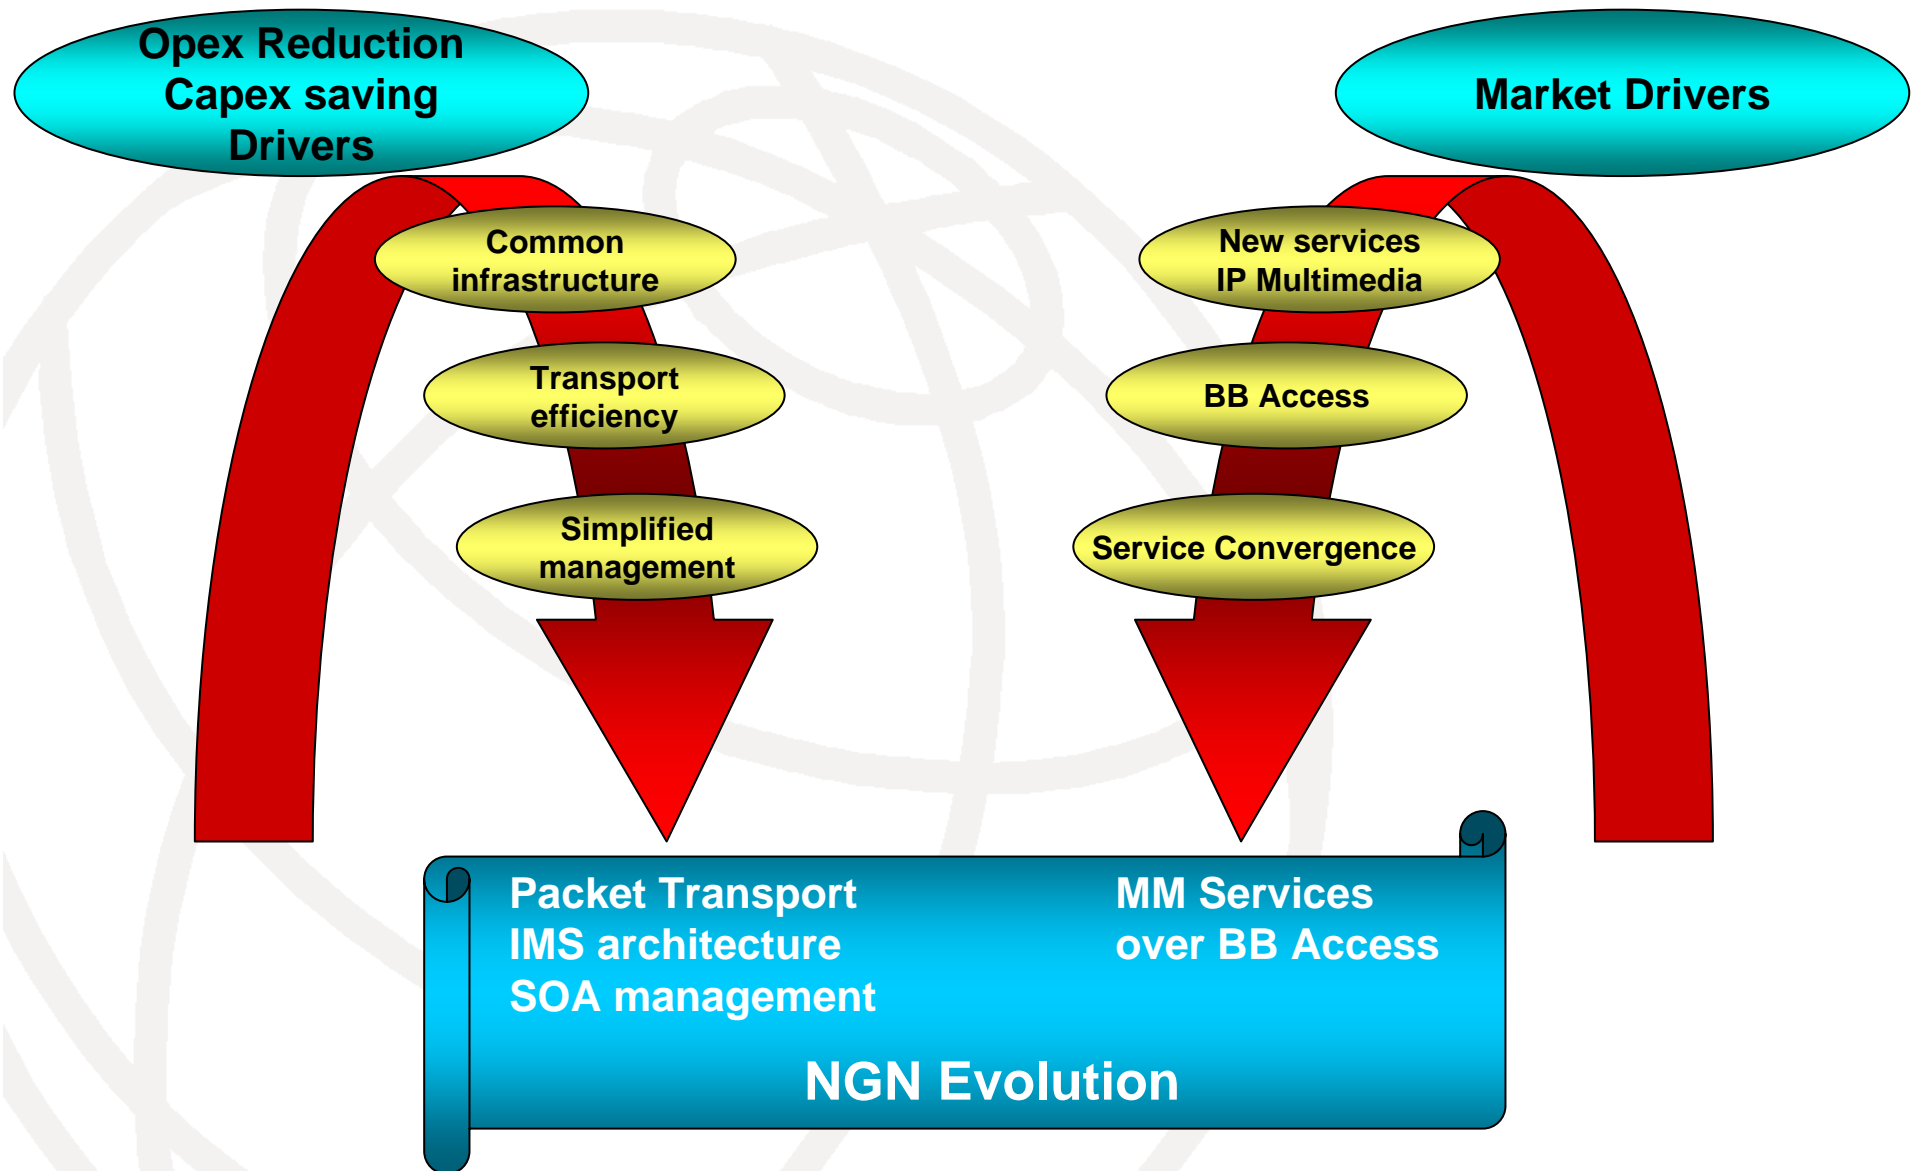 Opex Reduction
Capex saving
Drivers
Market Drivers
Common
infrastructure
New services
IP Multimedia
Transport
efficiency
BB Access
Simplified
management
Service Convergence
Packet Transport
IMS architecture
SOA management
MM Services
over BB Access
NGN Evolution